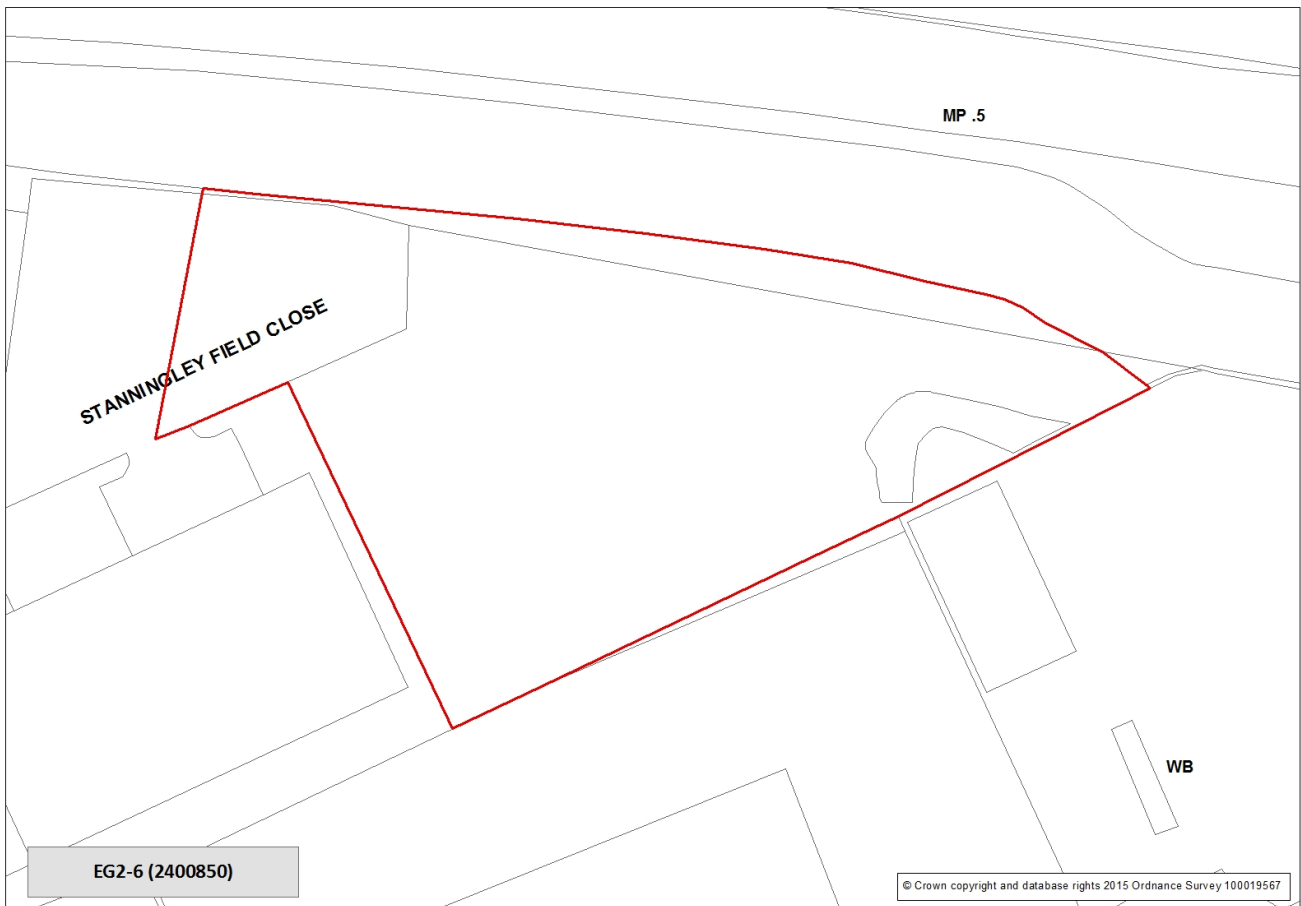 MP .5
STANNINGLEY FIELD CLOSE
WB
EG2-6 (2400850)
© Crown copyright and database rights 2015 Ordnance Survey 100019567